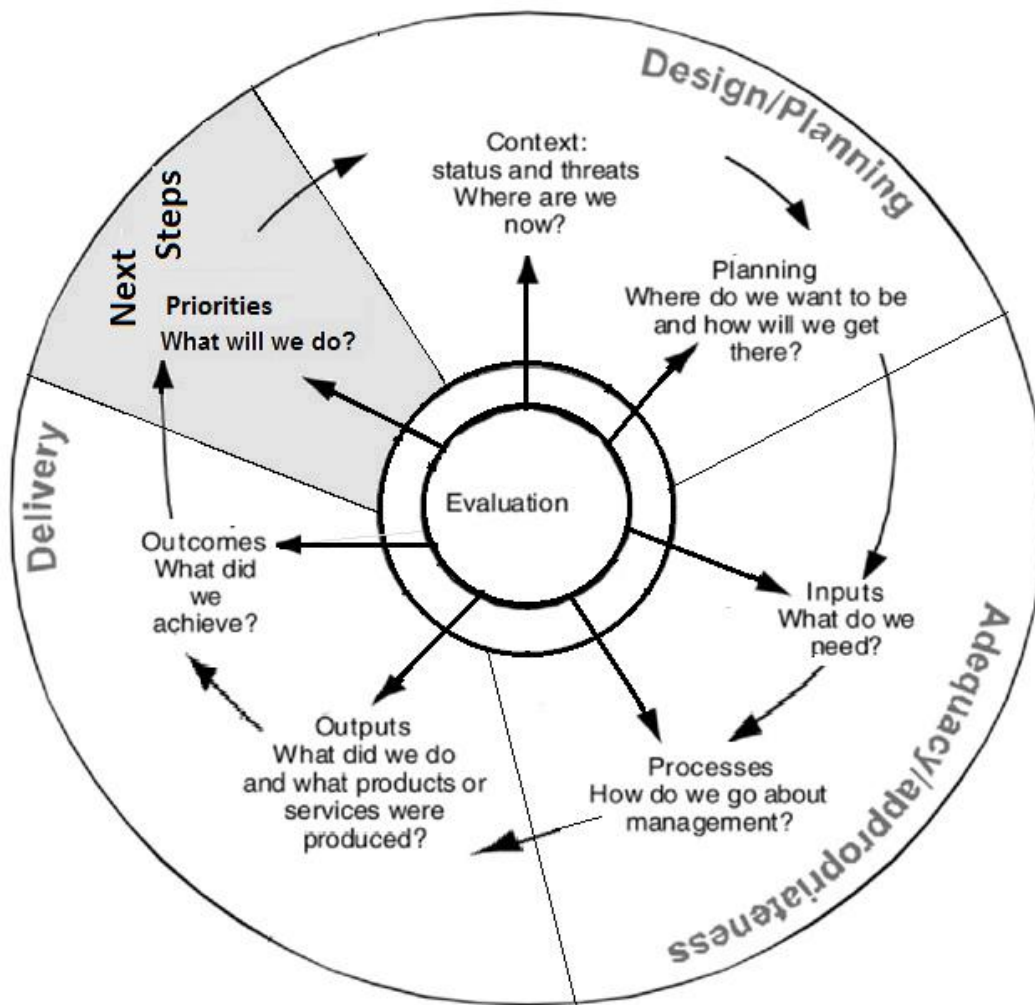 Design/Planning
Context:
status and threats
Where are we
now?
Planning
Where do we want to be
and how will we get
there?
Adequacy/appropriateness
Inputs
What do we
need?
Processes
How do we go about
management?
Outputs
What did we do
and what products or
services were
produced?
Delivery
Outcomes
What did
we
achieve?
Next
Steps
Priorities
What will we do?
Evaluation